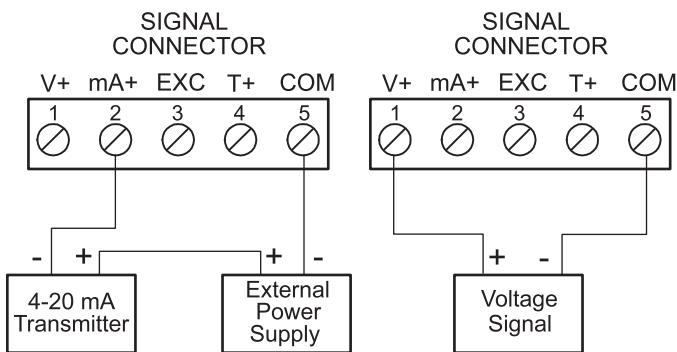 SIGNAL
CONNECTOR
V+ mA+ EXC T+ COM
1 2 3 4 5
- +
+ -
4-20 mA
Transmitter
External
Power
Supply
SIGNAL
CONNECTOR
V+ mA+ EXC T+ COM
1 2 3 4 5
+ -
Voltage
Signal